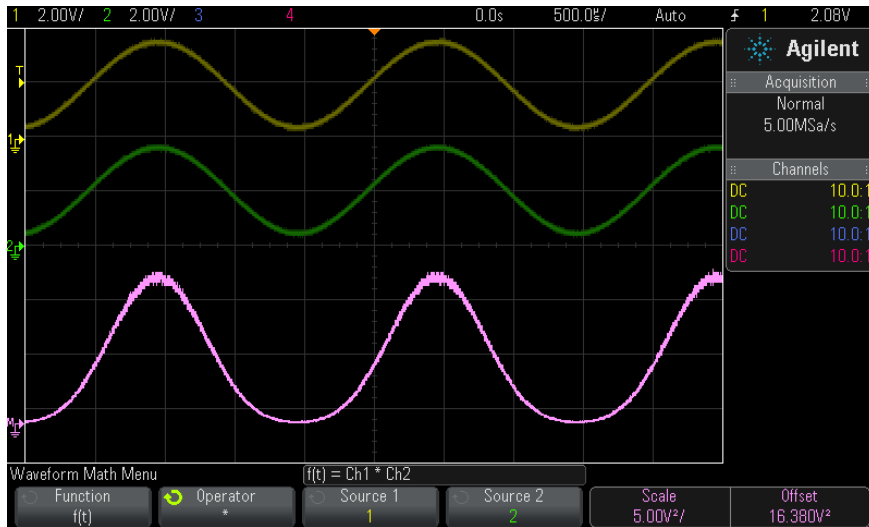 1 2.00V/ 2 2.00V/ 3 4 0.0s 500.0µs/ Auto 1 2.08V
Agilent
Acquisition
Normal
5.00MSa/s
Channels
DC 10.0:1
DC 10.0:1
DC 10.0:1
DC 10.0:1
T
1
2
M
Waveform Math Menu f(t) = Ch1 * Ch2
Function Operator Source 1 Source 2 Scale Offset
f(t) * 1 2 5.00V²/ 16.380V²